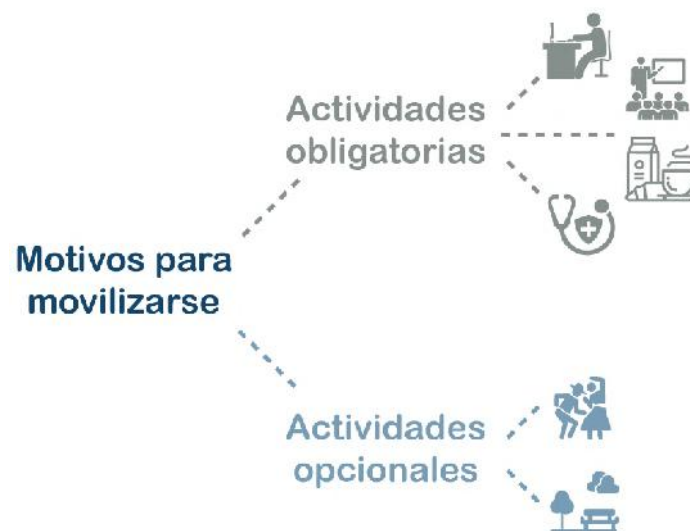 Actividades
obligatorias
Motivos para
movilizarse
Actividades
opcionales